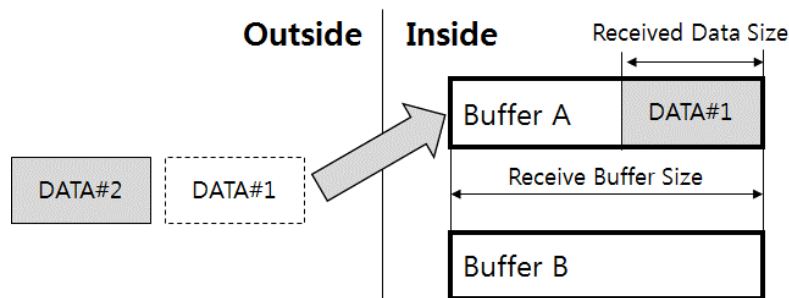 Outside
Inside
Received Data Size
Buffer A
DATA#1
DATA#2
DATA#1
Receive Buffer Size
Buffer B